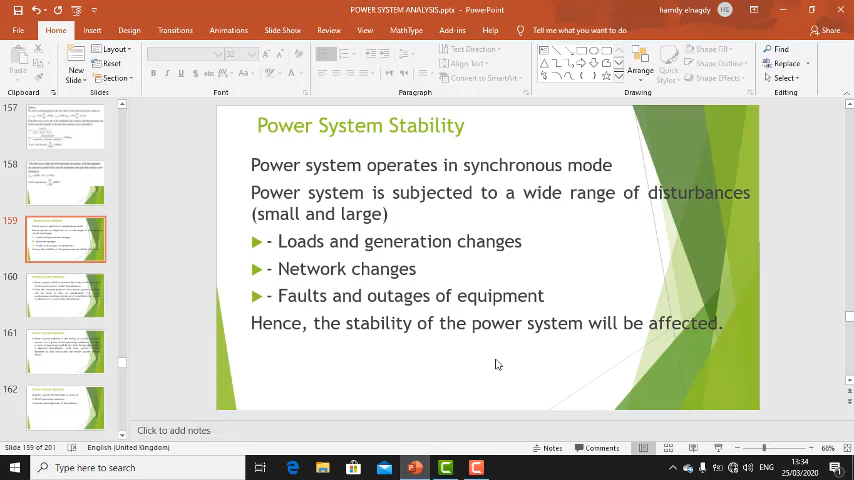 POWER SYSTEM ANALYSIS.pptx - PowerPoint
hamdy elnagdy
HE
File Home Insert Design Transitions Animations Slide Show Review View MathType Add-ins Help Tell me what you want to do Share
Paste
Clipboard
New Slide
Layout
Reset
Section
Slides
32
Font
Paragraph
Text Direction
Align Text
Convert to SmartArt
Arrange
Quick Styles
Shape Fill
Shape Outline
Shape Effects
Drawing
Find
Replace
Select
Editing
157
158
159
160
161
162
Power System Stability
Power system operates in synchronous mode
Power system is subjected to a wide range of disturbances
(small and large)
- Loads and generation changes
- Network changes
- Faults and outages of equipment
Hence, the stability of the power system will be affected.
Click to add notes
Slide 159 of 201 English (United Kingdom) Notes Comments 68%
Type here to search
ENG
13:34
25/03/2020